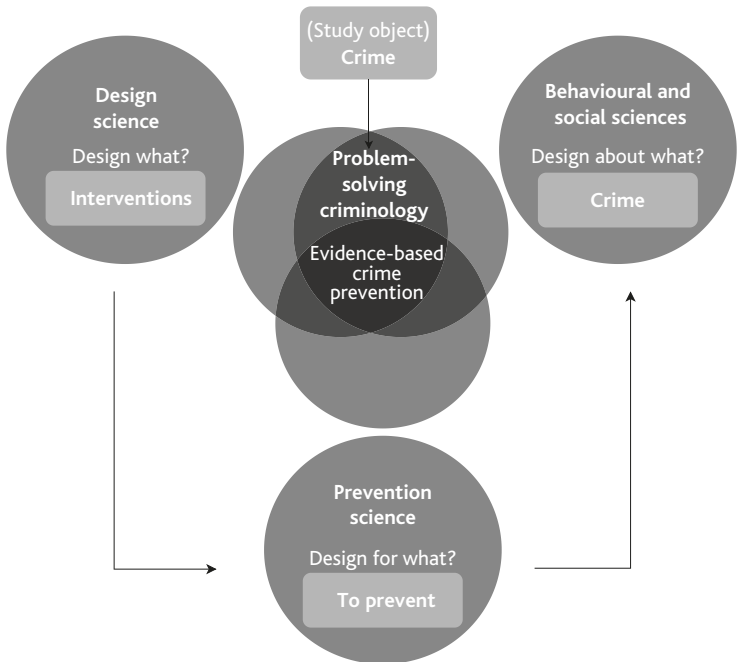 (Study object)
Crime
Design
science
Design what?
Interventions
Problem-
solving
criminology
Evidence-based
crime
prevention
Behavioural and
social sciences
Design about what?
Crime
Prevention
science
Design for what?
To prevent